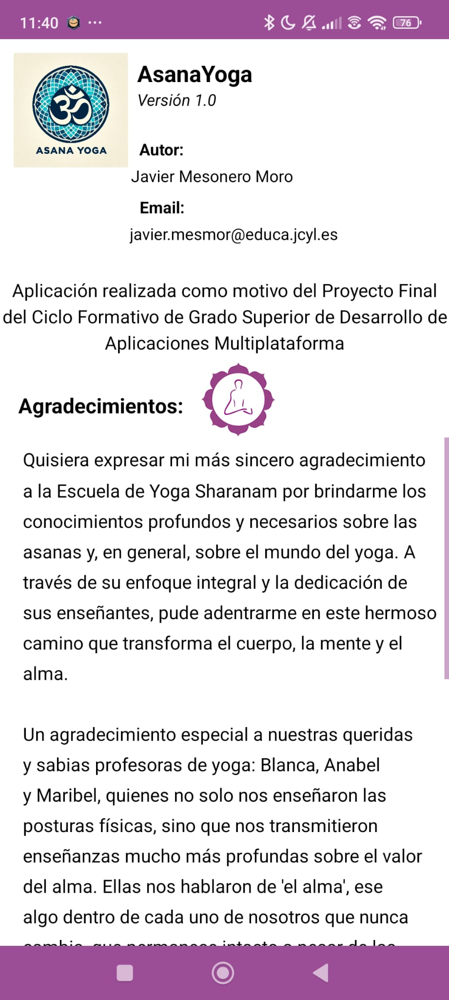 11:40
76
ASANA YOGA
AsanaYoga
Versión 1.0
Autor:
Javier Mesonero Moro
Email:
javier.mesmor@educa.jcyl.es
Aplicación realizada como motivo del Proyecto Final
del Ciclo Formativo de Grado Superior de Desarrollo de
Aplicaciones Multiplataforma
Agradecimientos:
Quisiera expresar mi más sincero agradecimiento
a la Escuela de Yoga Sharanam por brindarme los
conocimientos profundos y necesarios sobre las
asanas y, en general, sobre el mundo del yoga. A
través de su enfoque integral y la dedicación de
sus enseñantes, pude adentrarme en este hermoso
camino que transforma el cuerpo, la mente y el
alma.
Un agradecimiento especial a nuestras queridas
y sabias profesoras de yoga: Blanca, Anabel
y Maribel, quienes no solo nos enseñaron las
posturas físicas, sino que nos transmitieron
enseñanzas mucho más profundas sobre el valor
del alma. Ellas nos hablaron de 'el alma', ese
algo dentro de cada uno de nosotros que nunca